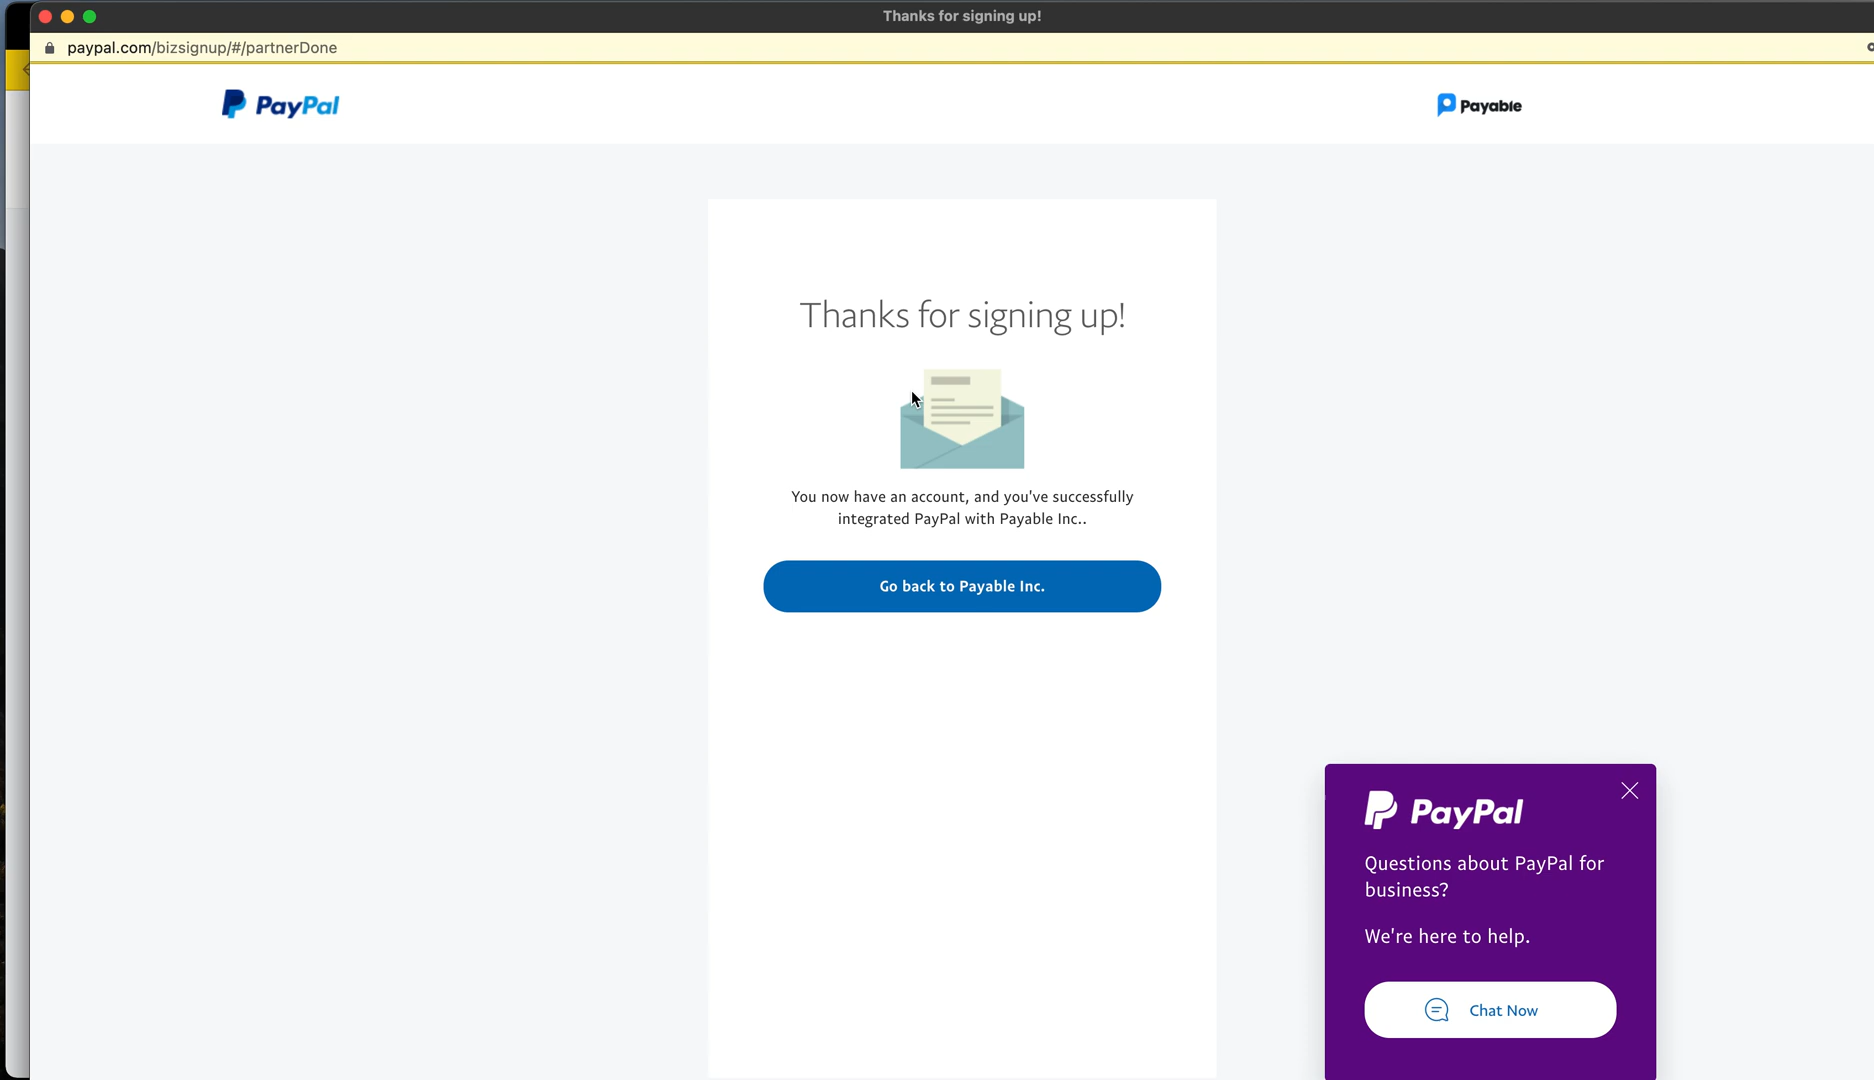 Thanks for signing up!
paypal.com/bizsignup/#/partnerDone
PayPal
Payable
Thanks for signing up!
You now have an account, and you've successfully
integrated PayPal with Payable Inc..
Go back to Payable Inc.
PayPal
Questions about PayPal for
business?
We're here to help.
Chat Now